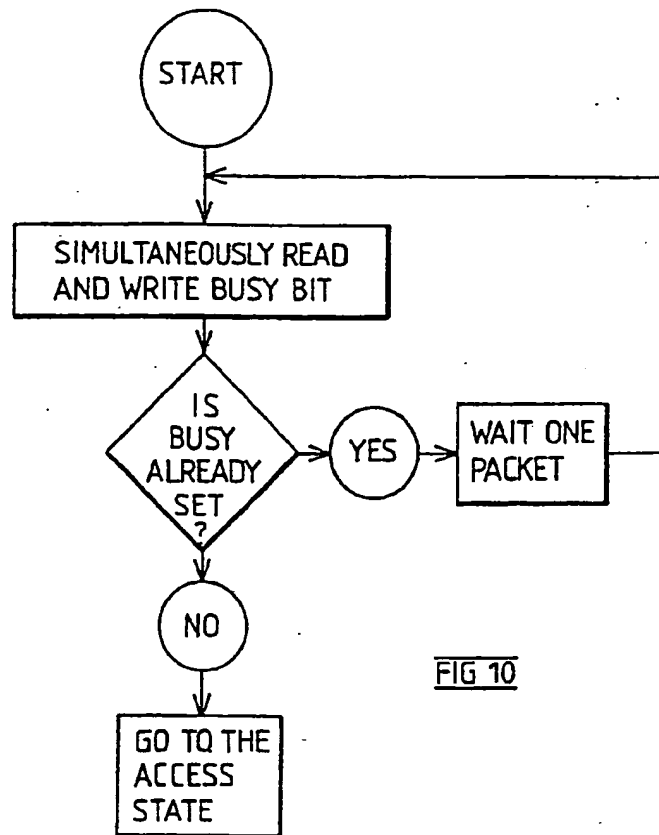 START
SIMULTANEOUSLY READ
AND WRITE BUSY BIT
IS
BUSY
ALREADY
SET
?
YES
WAIT ONE
PACKET
NO
FIG 10
GO TO THE
ACCESS
STATE